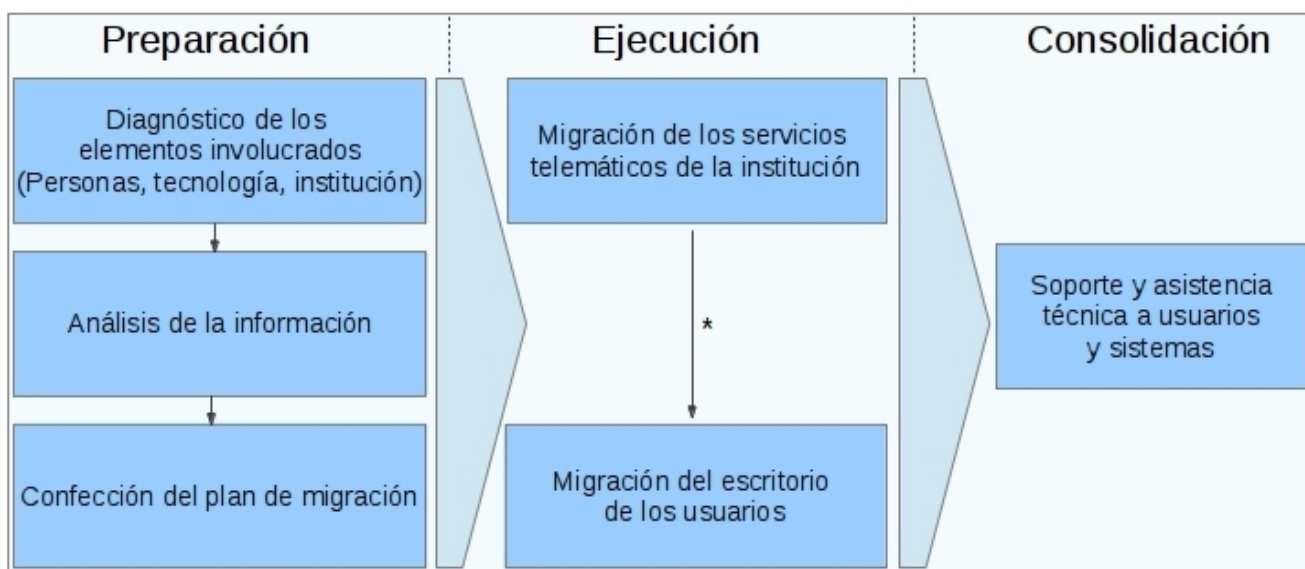 Preparación
Diagnóstico de los
elementos involucrados
(Personas, tecnología, institución)
Análisis de la información
Confección del plan de migración
Ejecución
Migración de los servicios
telemáticos de la institución
*
Migración del escritorio
de los usuarios
Consolidación
Soporte y asistencia
técnica a usuarios
y sistemas